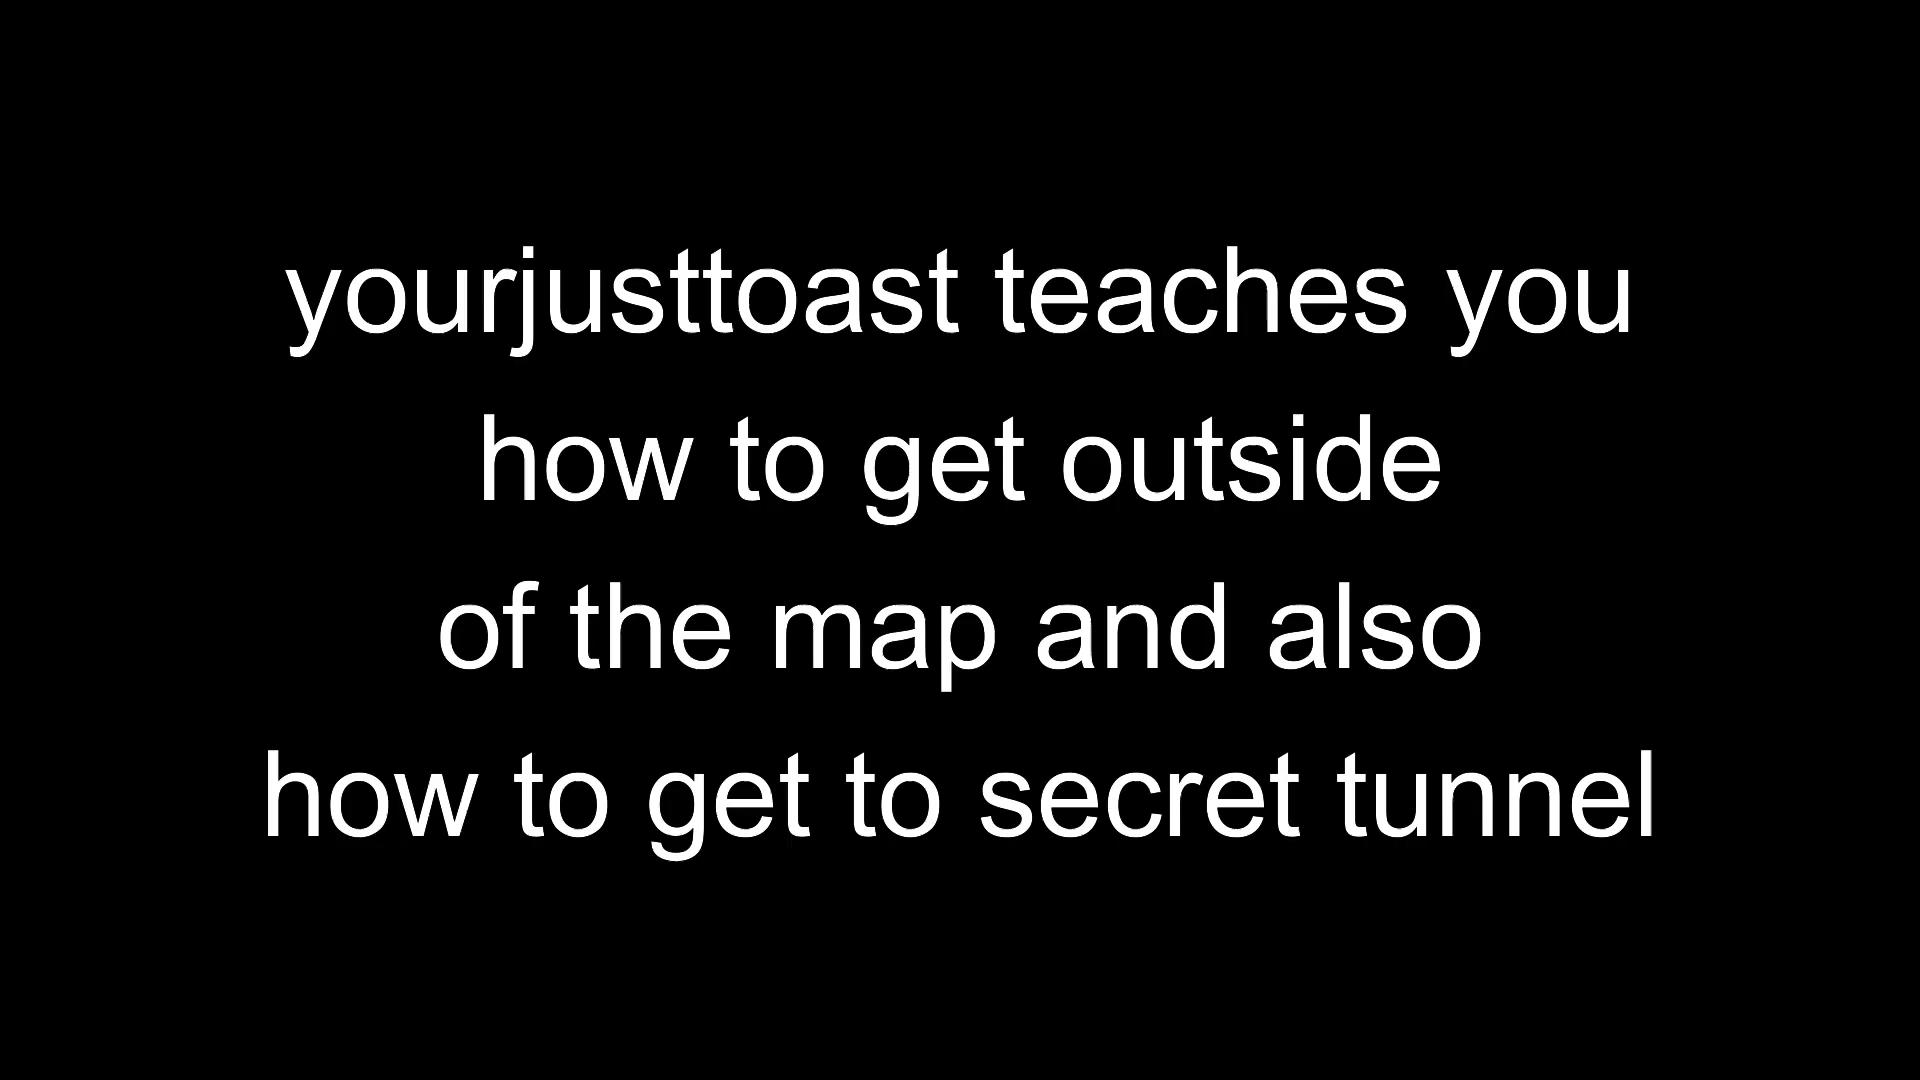 yourjusttoast teaches you
how to get outside
of the map and also
how to get to secret tunnel